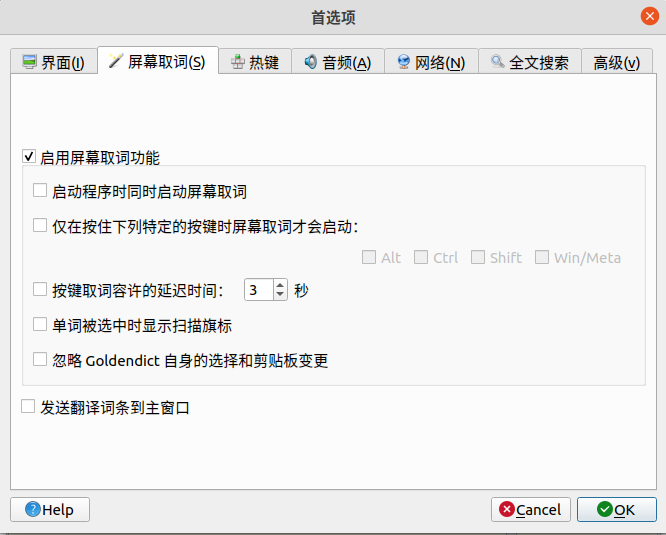 首选项
界面(I) 屏幕取词(S) 热键 音频(A) 网络(N) 全文搜索 高级(v)
启用屏幕取词功能
启动程序时同时启动屏幕取词
仅在按住下列特定的按键时屏幕取词才会启动：
Alt Ctrl Shift Win/Meta
按键取词容许的延迟时间： 3 秒
单词被选中时显示扫描旗标
忽略 Goldendict 自身的选择和剪贴板变更
发送翻译词条到主窗口
Help Cancel OK